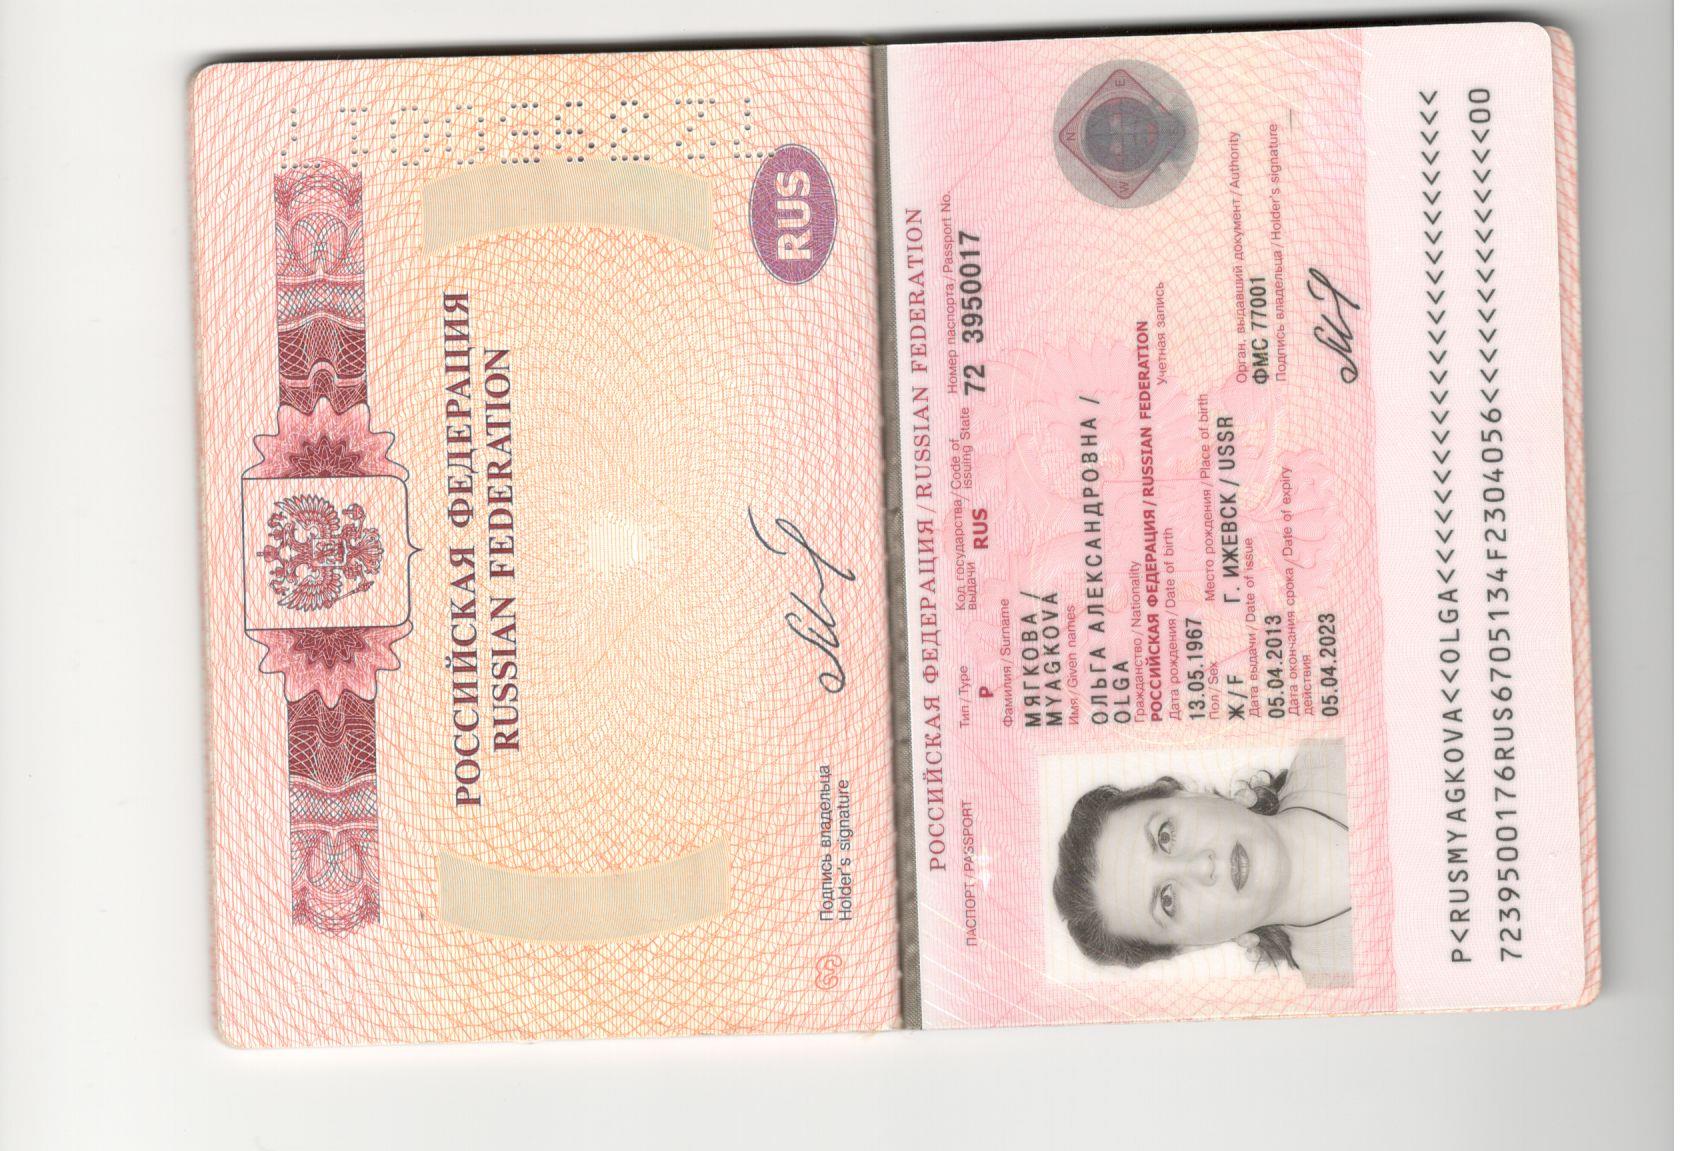 РОССИЙСКАЯ ФЕДЕРАЦИЯ
RUSSIAN FEDERATION
RUS
Подпись владельца
Holder's signature
РОССИЙСКАЯ ФЕДЕРАЦИЯ / RUSSIAN FEDERATION
ПАСПОРТ / PASSPORT
Тип / Type
Код государства / Code of
выдачи issuing State
Номер паспорта / Passport No.
P
RUS
72 3950017
Фамилия / Surname
МЯГКОВА /
MYAGKOVA
Имя / Given names
ОЛЬГА АЛЕКСАНДРОВНА /
OLGA
Гражданство / Nationality
РОССИЙСКАЯ ФЕДЕРАЦИЯ / RUSSIAN FEDERATION
Дата рождения / Date of birth
Учетная запись
13.05.1967
Пол / Sex
Место рождения / Place of birth
Ж / F
Г. ИЖЕВСК / USSR
Дата выдачи / Date of issue
Орган, выдавший документ / Authority
05.04.2013
ФМС 77001
Дата окончания срока / Date of expiry
действия
Подпись владельца / Holder's signature
05.04.2023
N
E
S
W
P<RUSMYAGKOVA<<OLGA<<<<<<<<<<<<<<<<<<<<<<<<<
7239500176RUS6705134F2304056<<<<<<<<<<<<<<00